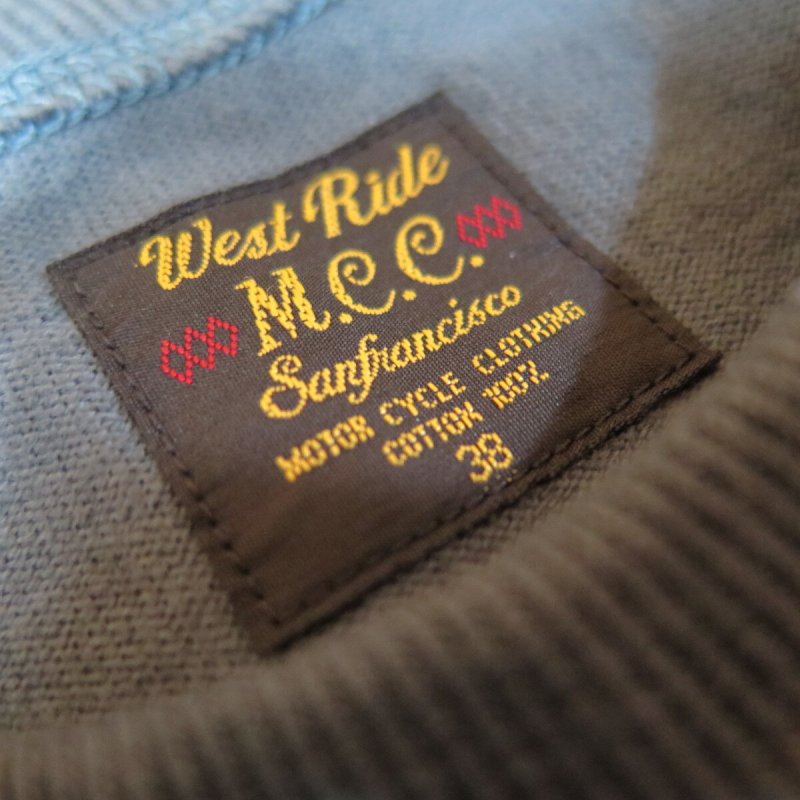 West Ride
M.C.C.
Sanfrancisco
MOTOR CYCLE CLOTHING
COTTON 100%
38